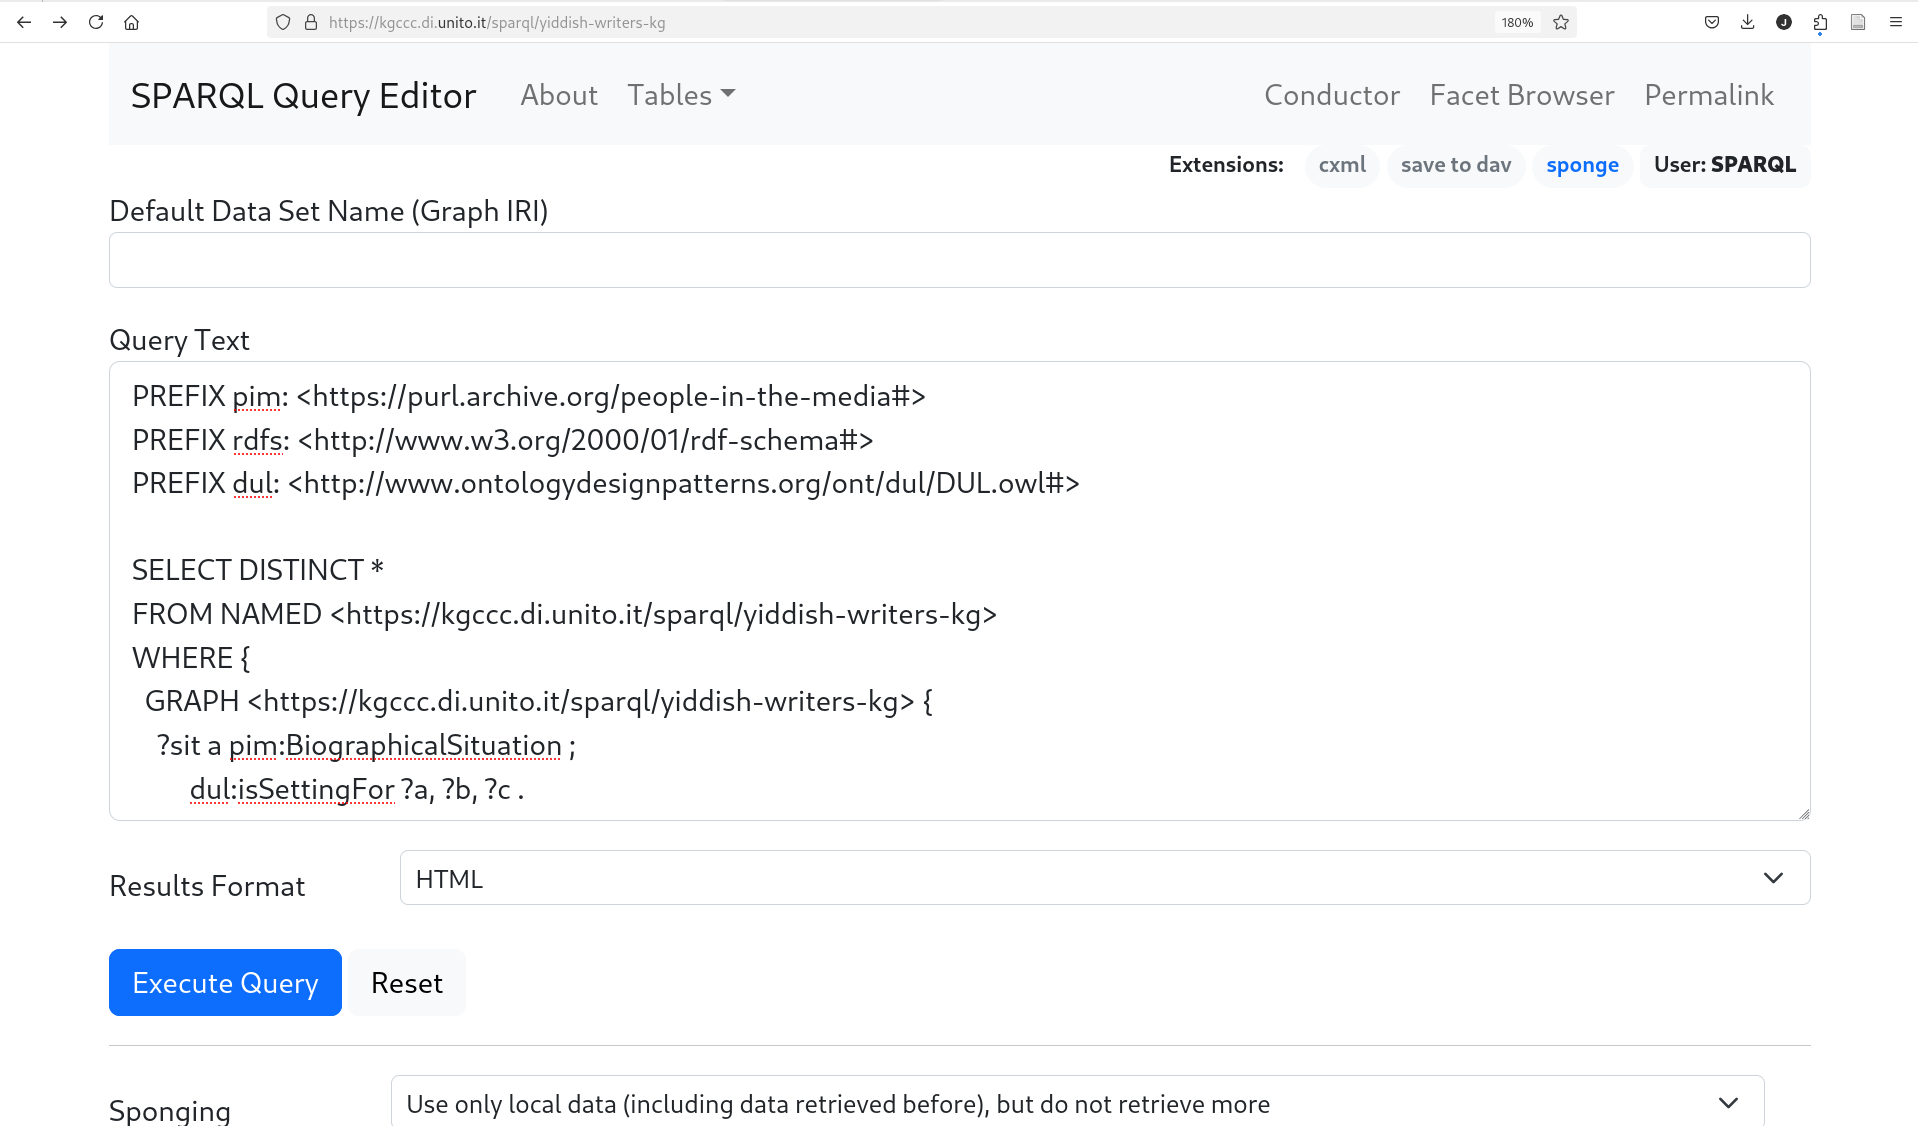 https://kgccc.di.unito.it/sparql/yiddish-writers-kg 180% J
SPARQL Query Editor About Tables Conductor Facet Browser Permalink
Extensions: cxml save to dav sponge User: SPARQL
Default Data Set Name (Graph IRI)
Query Text
PREFIX pim: <https://purl.archive.org/people-in-the-media#>
PREFIX rdfs: <http://www.w3.org/2000/01/rdf-schema#>
PREFIX dul: <http://www.ontologydesignpatterns.org/ont/dul/DUL.owl#>
SELECT DISTINCT *
FROM NAMED <https://kgccc.di.unito.it/sparql/yiddish-writers-kg>
WHERE {
GRAPH <https://kgccc.di.unito.it/sparql/yiddish-writers-kg> {
?sit a pim:BiographicalSituation ;
dul:isSettingFor ?a, ?b, ?c .
Results Format HTML
Execute Query Reset
Sponging Use only local data (including data retrieved before), but do not retrieve more